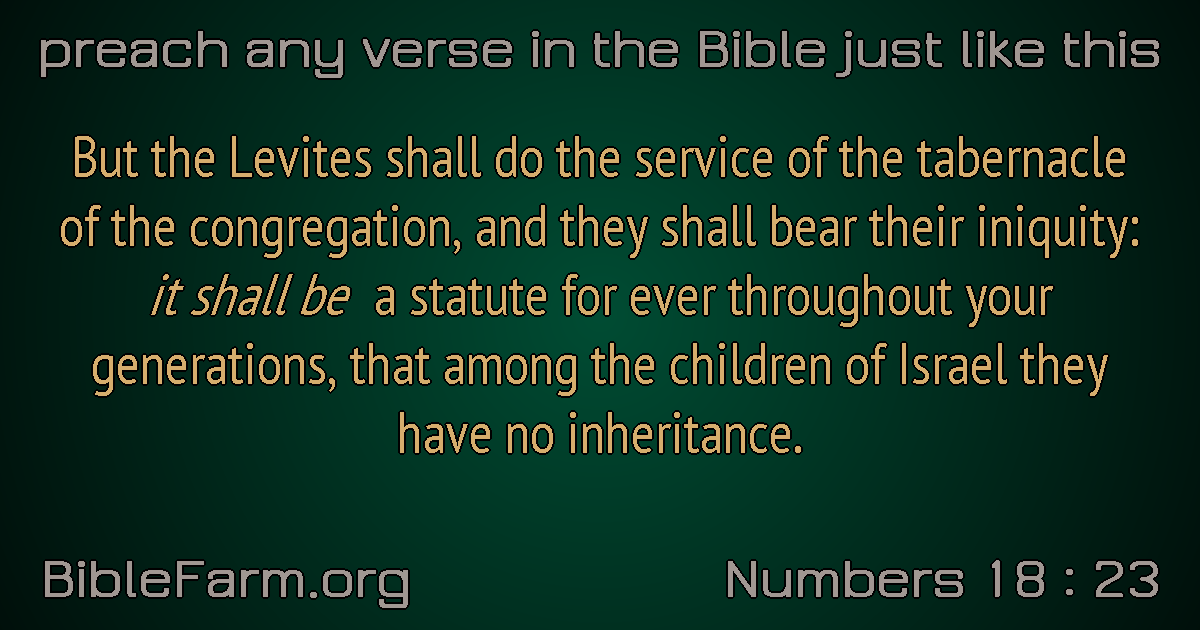 preach any verse in the Bible just like this
But the Levites shall do the service of the tabernacle
of the congregation, and they shall bear their iniquity:
it shall be a statute for ever throughout your
generations, that among the children of Israel they
have no inheritance.
BibleFarm.org
Numbers 18 : 23